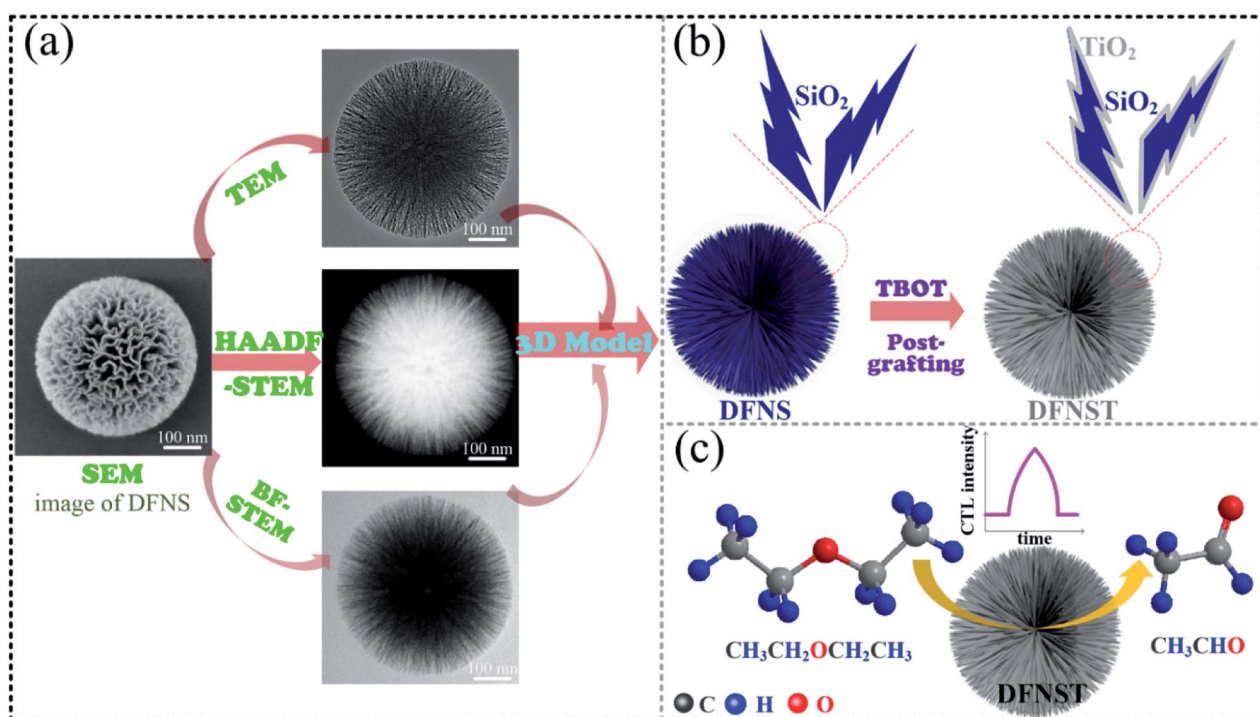 (a)
TEM
100 nm
HAADF
-STEM
100 nm
3D Model
100 nm
SEM
image of DFNS
BF-
STEM
100 nm
(b)
SiO₂
TiO₂
SiO₂
TBOT
Post-
grafting
DFNS
DFNST
(c)
CTL intensity
time
CH₃CH₂OCH₂CH₃
CH₃CHO
DFNST
C H O